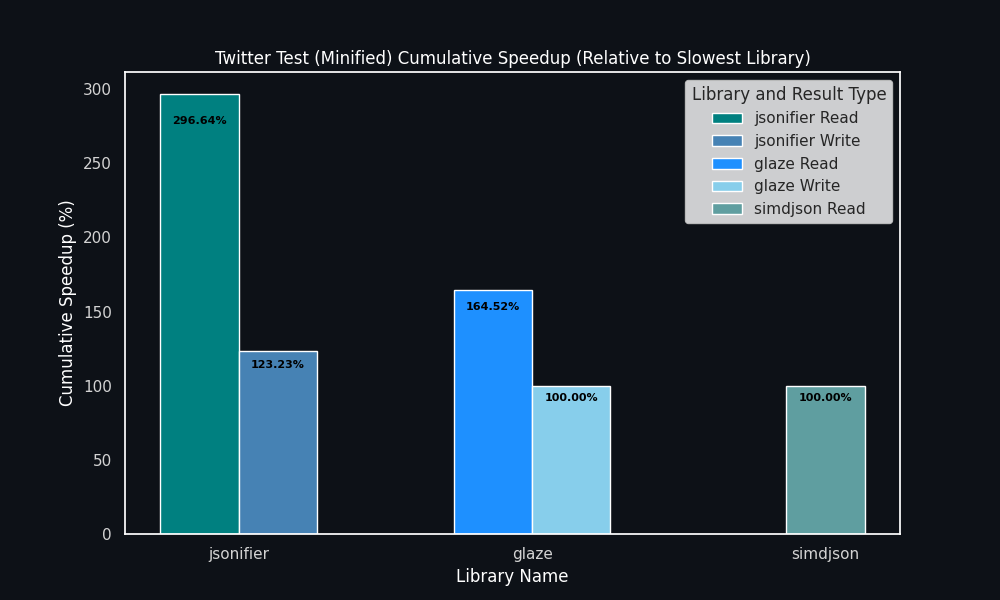 Twitter Test (Minified) Cumulative Speedup (Relative to Slowest Library)
Cumulative Speedup (%)
300
250
200
150
100
50
0
296.64%
123.23%
164.52%
100.00%
100.00%
Library and Result Type
jsonifier Read
jsonifier Write
glaze Read
glaze Write
simdjson Read
jsonifier
glaze
simdjson
Library Name